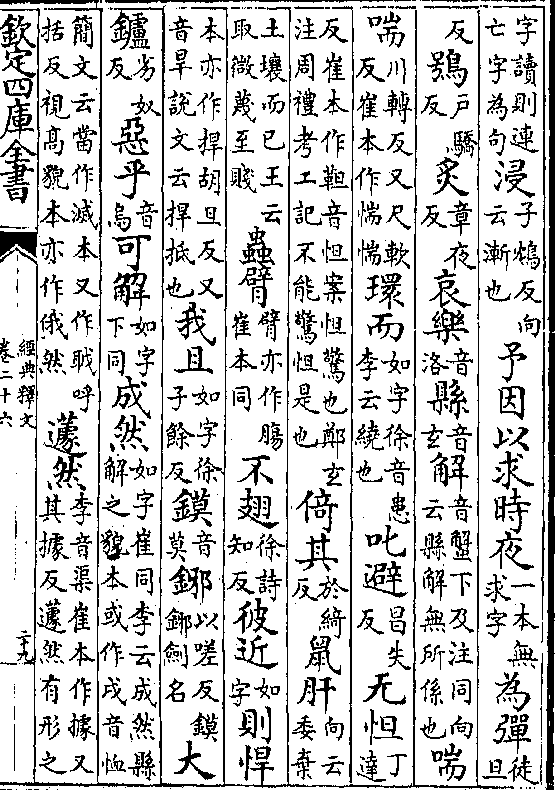 字讀則連亡字為句浸子鴆反向云漸也予因以求時夜一本無求字為彈徒旦
反鴞戶驕反炙章夜反哀樂音洛縣音玄解音蟹下及注同向云縣解無所係也喘
喘川轉反又尺軟反崔本作惴惴環而如字徐音患李云繞也叱避昌失反无怛丁達
反崔本作靼音怛案怛驚也鄭玄注周禮考工記不能驚怛是也倚其於綺反鼠肝向云委棄
土壤而已王云取微蔑至賤蟲臂臂亦作腸崔本同不翅徐詩知反彼近如字則悍
本亦作捍胡旦反又音旱說文云捍抵也我且如字徐子餘反鏌音莫鋣以嗟反鏌鋣劍名大
鑪劣奴反惡乎音烏可解如字下同成然如字崔同李云成然縣解之貌本或作戌音恤
簡文云當作滅本又作眓呼括反視高貌本亦作俄然蘧然李音渠崔本作據又其據反蘧然有形之
欽定四庫全書
經典釋文
卷二十六
二十九